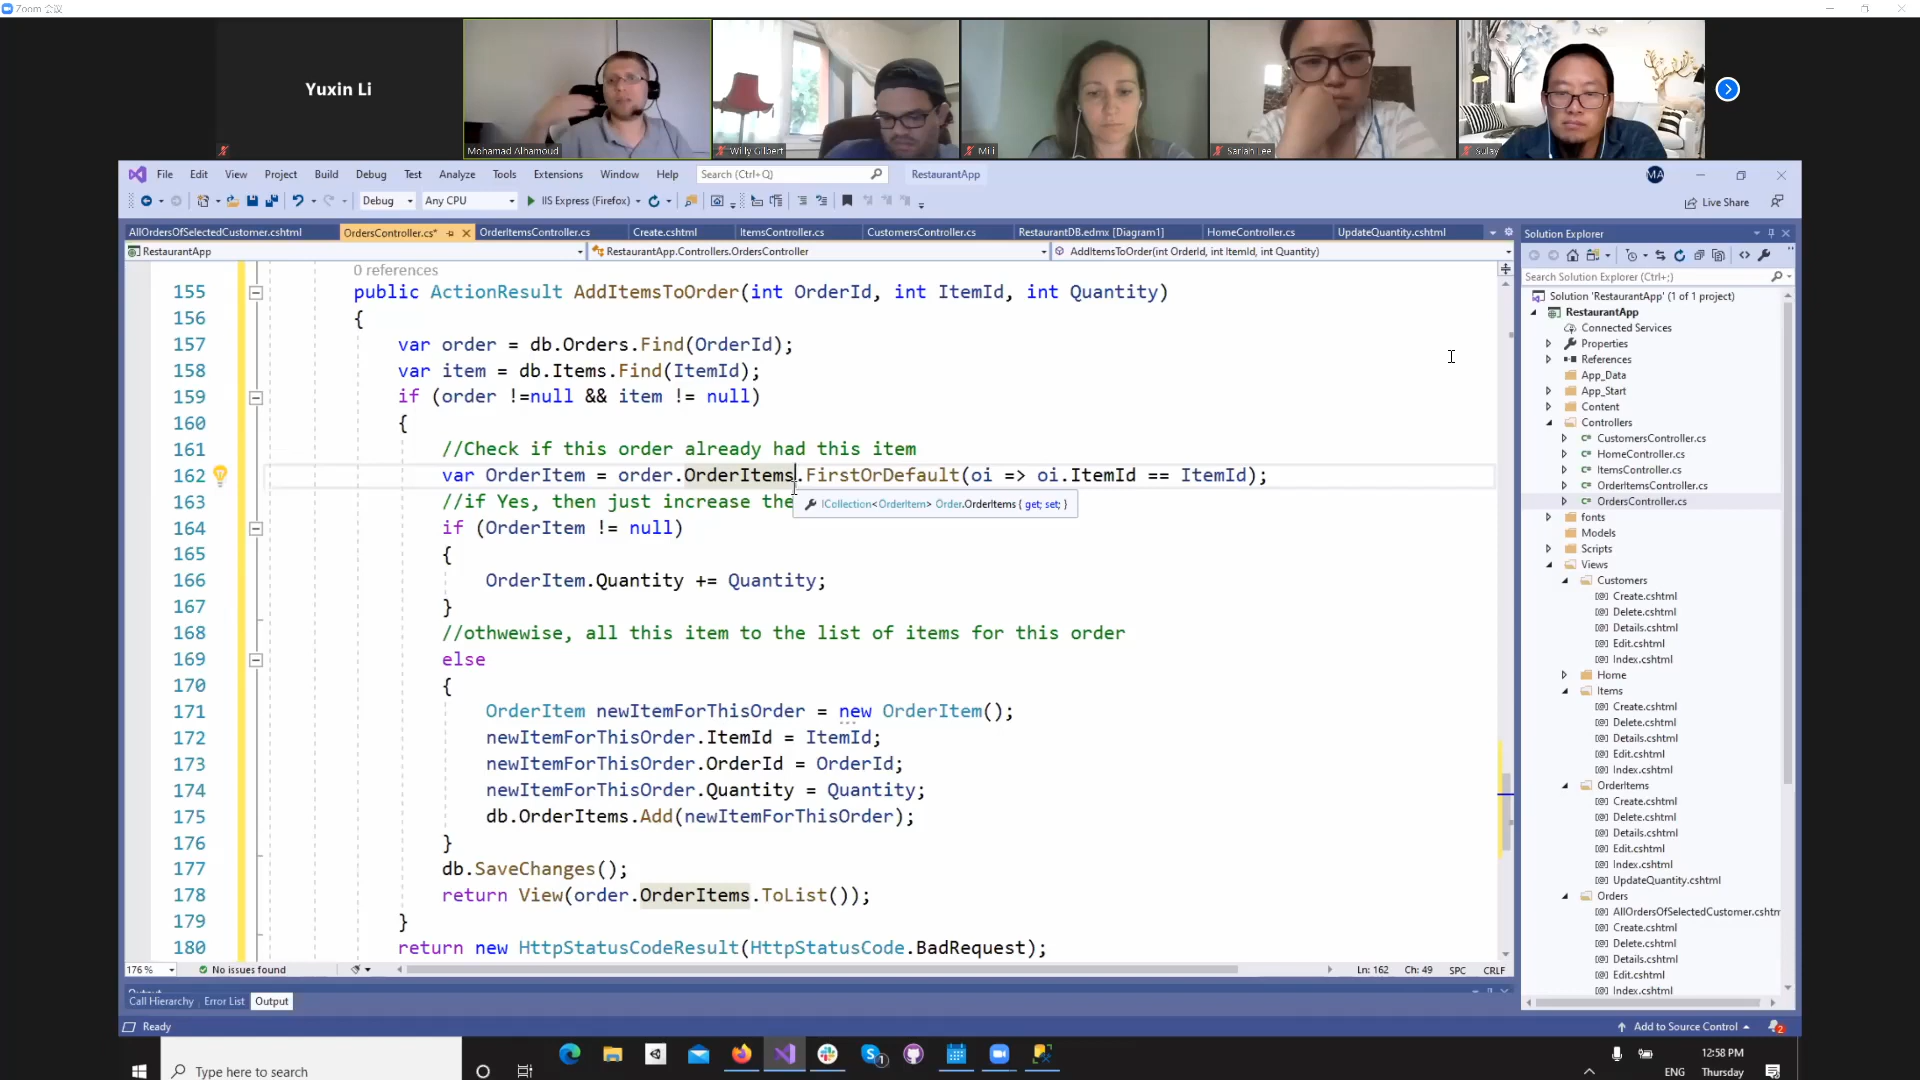 Zoom 会议
Yuxin Li
Mohamad Alhamoud
Willy Gilbert
Mili
Sariah Lee
Sulay
File Edit View Project Build Debug Test Analyze Tools Extensions Window Help Search (Ctrl+Q) RestaurantApp MA
Debug Any CPU IIS Express (Firefox) Live Share
AllOrdersOfSelectedCustomer.cshtml OrdersController.cs* OrderItemsController.cs Create.cshtml ItemsController.cs CustomersController.cs RestaurantDB.edmx [Diagram1] HomeController.cs UpdateQuantity.cshtml
RestaurantApp RestaurantApp.Controllers.OrdersController AddItemsToOrder(int OrderId, int ItemId, int Quantity)
0 references
155 public ActionResult AddItemsToOrder(int OrderId, int ItemId, int Quantity)
156 {
157 var order = db.Orders.Find(OrderId);
158 var item = db.Items.Find(ItemId);
159 if (order !=null && item != null)
160 {
161 //Check if this order already had this item
162 var OrderItem = order.OrderItems.FirstOrDefault(oi => oi.ItemId == ItemId);
163 //if Yes, then just increase the
ICollection<OrderItem> Order.OrderItems { get; set; }
164 if (OrderItem != null)
165 {
166 OrderItem.Quantity += Quantity;
167 }
168 //othwewise, all this item to the list of items for this order
169 else
170 {
171 OrderItem newItemForThisOrder = new OrderItem();
172 newItemForThisOrder.ItemId = ItemId;
173 newItemForThisOrder.OrderId = OrderId;
174 newItemForThisOrder.Quantity = Quantity;
175 db.OrderItems.Add(newItemForThisOrder);
176 }
177 db.SaveChanges();
178 return View(order.OrderItems.ToList());
179 }
180 return new HttpStatusCodeResult(HttpStatusCode.BadRequest);
176 % No issues found Ln: 162 Ch: 49 SPC CRLF
Output
Call Hierarchy Error List Output
Ready Add to Source Control 2
Solution Explorer
Search Solution Explorer (Ctrl+;)
Solution 'RestaurantApp' (1 of 1 project)
RestaurantApp
Connected Services
Properties
References
App_Data
App_Start
Content
Controllers
CustomersController.cs
HomeController.cs
ItemsController.cs
OrderItemsController.cs
OrdersController.cs
fonts
Models
Scripts
Views
Customers
Create.cshtml
Delete.cshtml
Details.cshtml
Edit.cshtml
Index.cshtml
Home
Items
Create.cshtml
Delete.cshtml
Details.cshtml
Edit.cshtml
Index.cshtml
OrderItems
Create.cshtml
Delete.cshtml
Details.cshtml
Edit.cshtml
Index.cshtml
UpdateQuantity.cshtml
Orders
AllOrdersOfSelectedCustomer.cshtm
Create.cshtml
Delete.cshtml
Details.cshtml
Edit.cshtml
Index.cshtml
Type here to search
1
12:58 PM
ENG Thursday